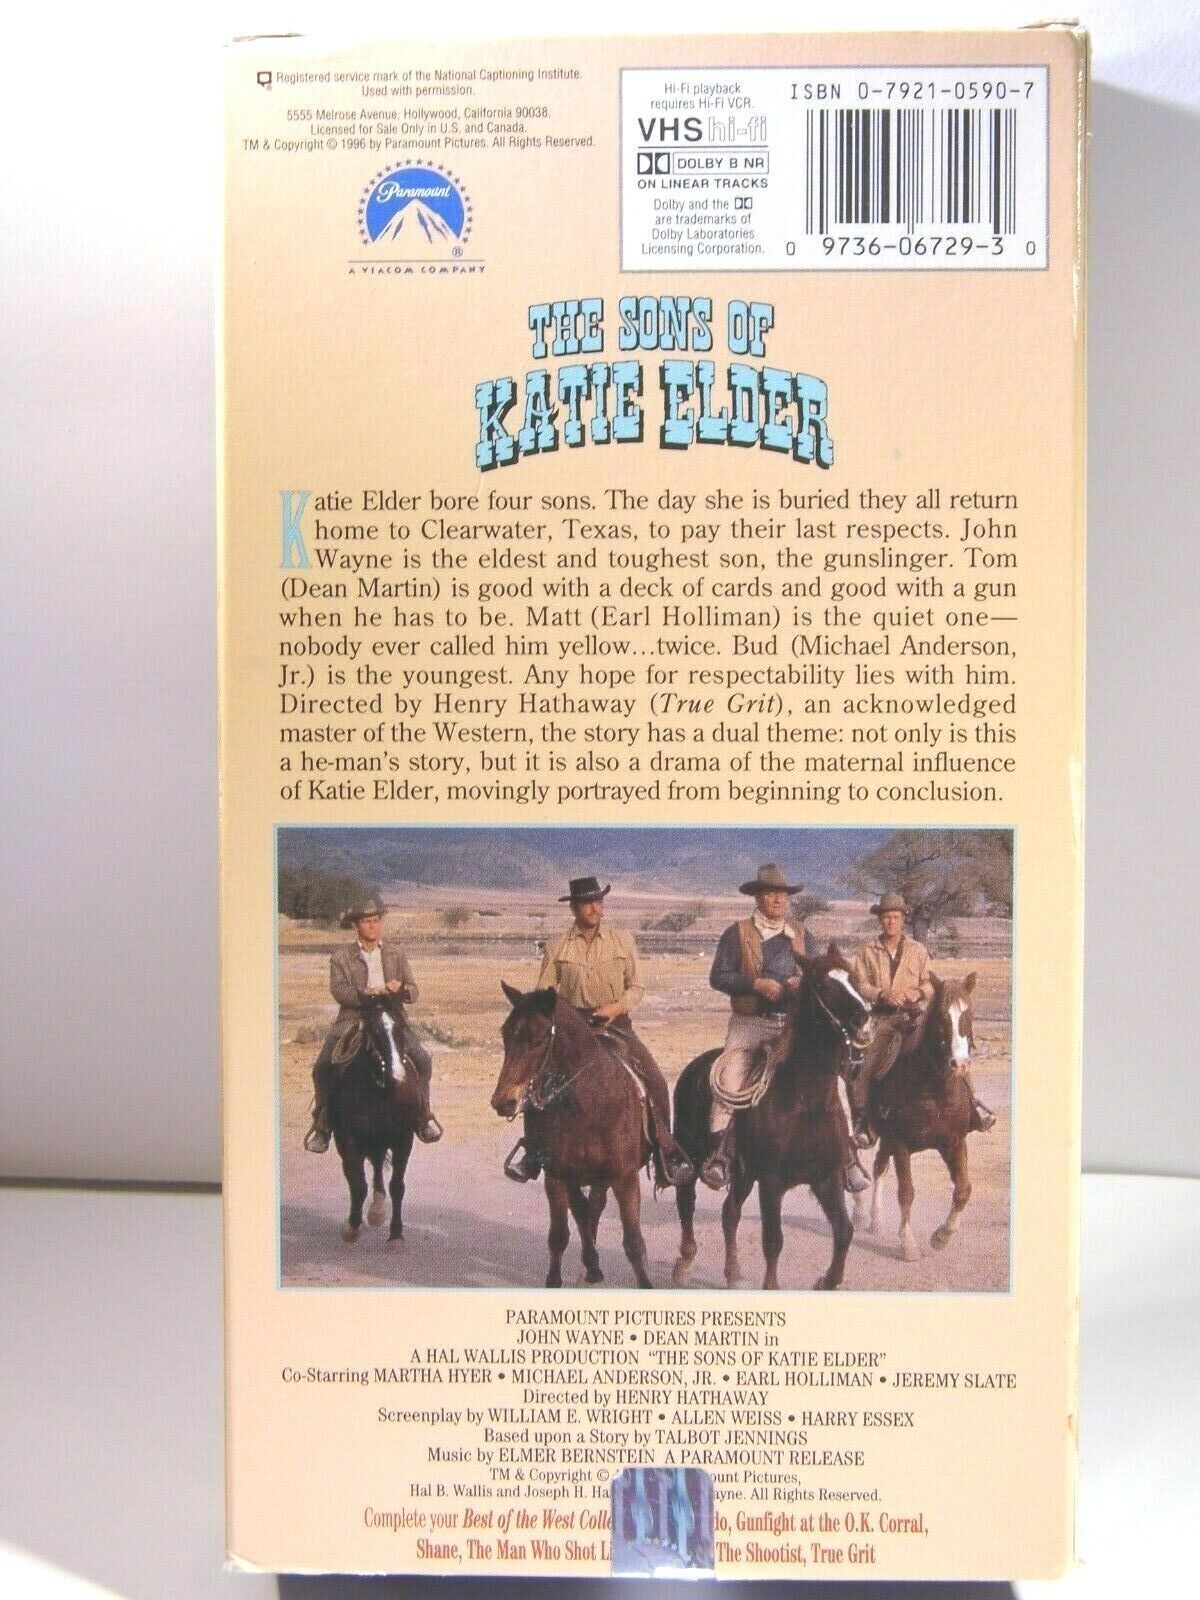 Registered service mark of the National Captioning Institute.
Used with permission.
5555 Melrose Avenue, Hollywood, California 90038.
Licensed for Sale Only in U.S. and Canada.
TM & Copyright © 1996 by Paramount Pictures. All Rights Reserved.
Paramount
®
A VIACOM COMPANY
Hi-Fi playback
requires Hi-Fi VCR.
VHS hi-fi
DOLBY B NR
ON LINEAR TRACKS
Dolby and the
are trademarks of
Dolby Laboratories
Licensing Corporation.
ISBN 0-7921-0590-7
0 9736-06729-3 0
THE SONS OF
KATIE ELDER
Katie Elder bore four sons. The day she is buried they all return
home to Clearwater, Texas, to pay their last respects. John
Wayne is the eldest and toughest son, the gunslinger. Tom
(Dean Martin) is good with a deck of cards and good with a gun
when he has to be. Matt (Earl Holliman) is the quiet one—
nobody ever called him yellow...twice. Bud (Michael Anderson,
Jr.) is the youngest. Any hope for respectability lies with him.
Directed by Henry Hathaway (True Grit), an acknowledged
master of the Western, the story has a dual theme: not only is this
a he-man's story, but it is also a drama of the maternal influence
of Katie Elder, movingly portrayed from beginning to conclusion.
PARAMOUNT PICTURES PRESENTS
JOHN WAYNE • DEAN MARTIN in
A HAL WALLIS PRODUCTION "THE SONS OF KATIE ELDER"
Co-Starring MARTHA HYER • MICHAEL ANDERSON, JR. • EARL HOLLIMAN • JEREMY SLATE
Directed by HENRY HATHAWAY
Screenplay by WILLIAM E. WRIGHT • ALLEN WEISS • HARRY ESSEX
Based upon a Story by TALBOT JENNINGS
Music by ELMER BERNSTEIN A PARAMOUNT RELEASE
TM & Copyright © Pictures,
Hal B. Wallis and Joseph H. All Rights Reserved.
Complete your Best of the West Gunfight at the O.K. Corral,
Shane, The Man Who Shot The Shootist, True Grit